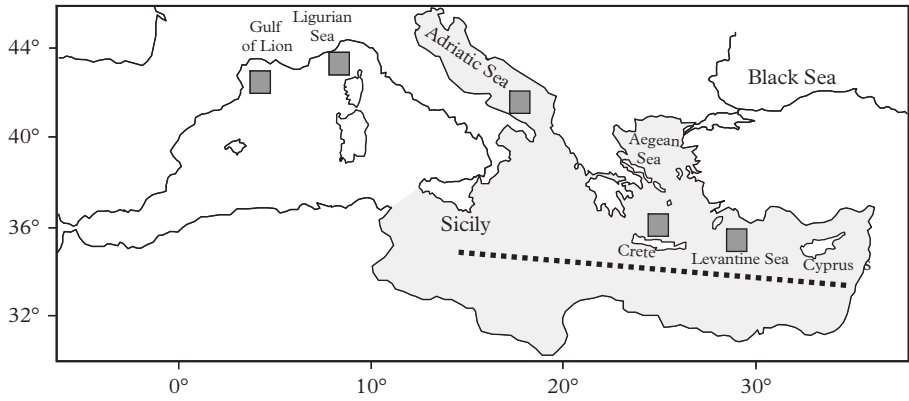 Gulf
of Lion
Ligurian
Sea
Adriatic Sea
Black Sea
Aegean
Sea
Sicily
Crete
Levantine Sea
Cyprus s
44°
40°
36°
32°
0°
10°
20°
30°